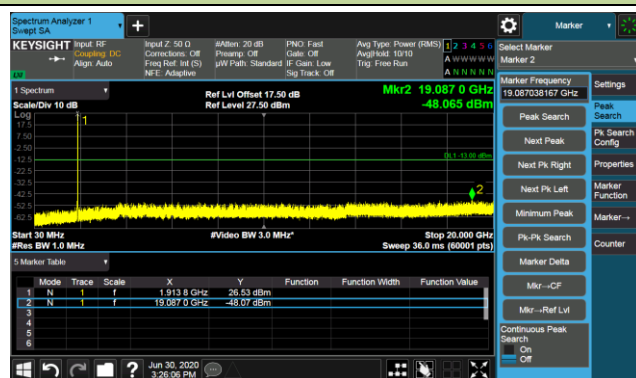 Spectrum Analyzer 1
Swept SA
Marker
KEYSIGHT
Input: RF
Coupling: DC
Align: Auto
Input Z: 50 Ω
Corrections: Off
Freq Ref: Int (S)
NFE: Adaptive
#Atten: 20 dB
Preamp: Off
µW Path: Standard
PNO: Fast
Gate: Off
IF Gain: Low
Sig Track: Off
Avg Type: Power (RMS)
Avg|Hold: 10/10
Trig: Free Run
1 2 3 4 5 6
A W W W W W
A N N N N N
Select Marker
Marker 2
1 Spectrum
Scale/Div 10 dB
Ref Lvl Offset 17.50 dB
Ref Level 27.50 dBm
Mkr2 19.087 0 GHz
-48.065 dBm
Log
17.5
7.50
-2.50
-12.5
-22.5
-32.5
-42.5
-52.5
-62.5
1
DL1 -13.00 dBm
2
Start 30 MHz
#Res BW 1.0 MHz
#Video BW 3.0 MHz*
Stop 20.000 GHz
Sweep 36.0 ms (60001 pts)
5 Marker Table
Mode Trace Scale X Y Function Function Width Function Value
1 N 1 f 1.913 8 GHz 26.53 dBm
2 N 1 f 19.087 0 GHz -48.07 dBm
3
4
5
6
Marker Frequency
19.087038167 GHz
Peak Search
Next Peak
Next Pk Right
Next Pk Left
Minimum Peak
Pk-Pk Search
Marker Delta
Mkr→CF
Mkr→Ref Lvl
Continuous Peak
Search
On
Off
Settings
Peak
Search
Pk Search
Config
Properties
Marker
Function
Marker→
Counter
?
Jun 30, 2020
3:26:06 PM